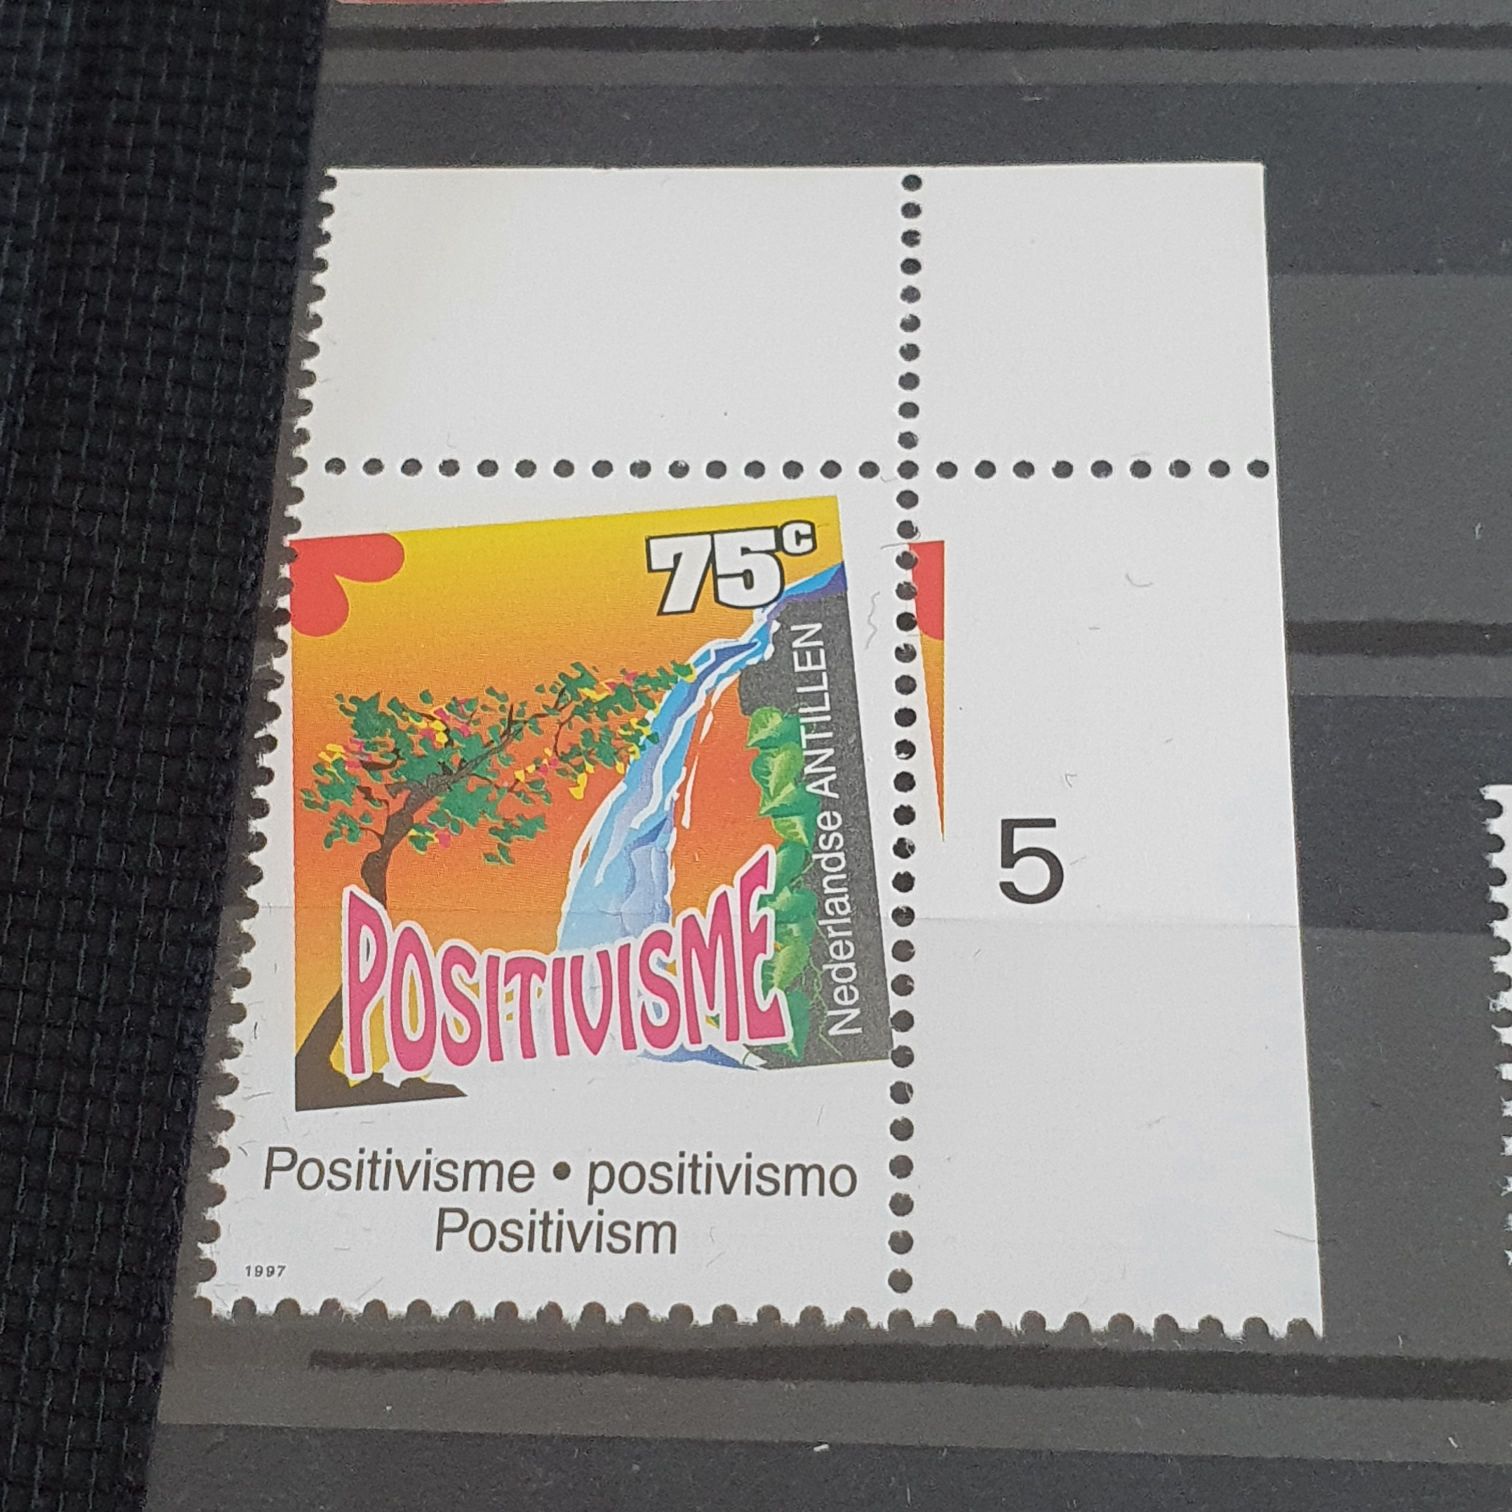 75c
Nederlandse ANTILLEN
POSITIVISME
5
Positivisme • positivismo
Positivism
1997